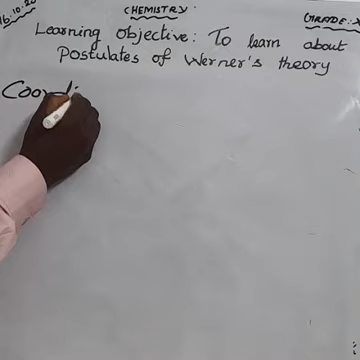 16.10.20
CHEMISTRY
GRADE:
Learning objective: To learn about
Postulates of Werner's theory
Coordi